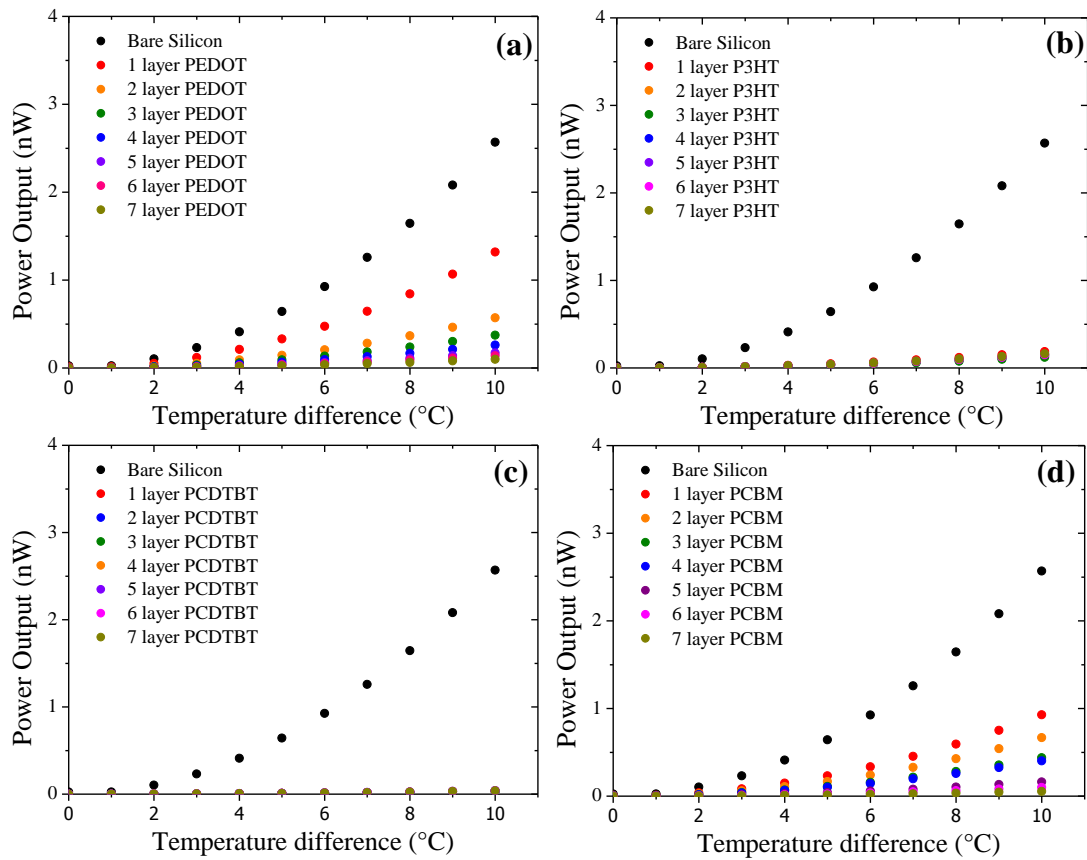 (a)
Power Output (nW)
4
3
2
1
0
Bare Silicon
1 layer PEDOT
2 layer PEDOT
3 layer PEDOT
4 layer PEDOT
5 layer PEDOT
6 layer PEDOT
7 layer PEDOT
0 2 4 6 8 10
Temperature difference (°C)
(b)
Power Output (nW)
4
3
2
1
0
Bare Silicon
1 layer P3HT
2 layer P3HT
3 layer P3HT
4 layer P3HT
5 layer P3HT
6 layer P3HT
7 layer P3HT
0 2 4 6 8 10
Temperature difference (°C)
(c)
Power Output (nW)
4
3
2
1
0
Bare Silicon
1 layer PCDTBT
2 layer PCDTBT
3 layer PCDTBT
4 layer PCDTBT
5 layer PCDTBT
6 layer PCDTBT
7 layer PCDTBT
0 2 4 6 8 10
Temperature difference (°C)
(d)
Power Output (nW)
4
3
2
1
0
Bare Silicon
1 layer PCBM
2 layer PCBM
3 layer PCBM
4 layer PCBM
5 layer PCBM
6 layer PCBM
7 layer PCBM
0 2 4 6 8 10
Temperature difference (°C)